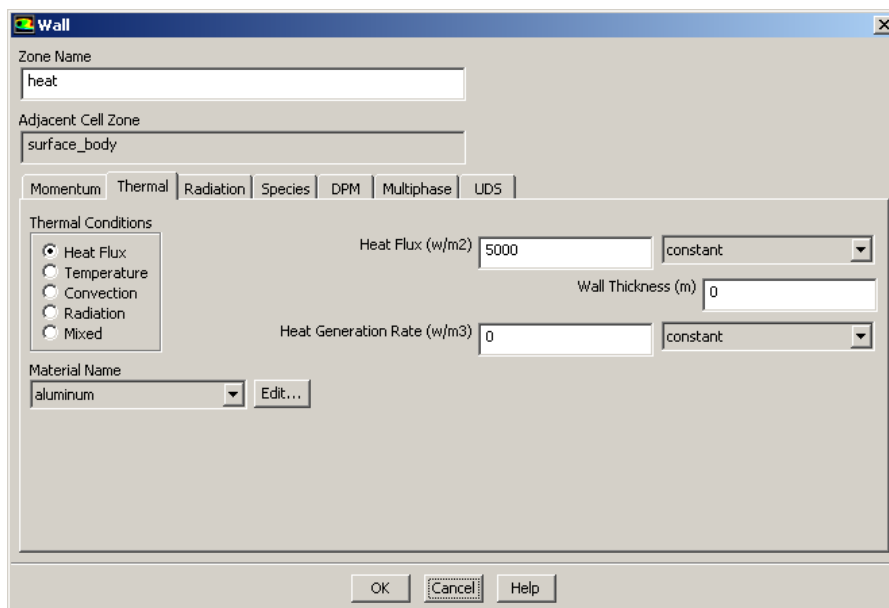 Wall
Zone Name
heat
Adjacent Cell Zone
surface_body
Momentum Thermal Radiation Species DPM Multiphase UDS
Thermal Conditions
Heat Flux
Temperature
Convection
Radiation
Mixed
Heat Flux (w/m2) 5000 constant
Wall Thickness (m) 0
Heat Generation Rate (w/m3) 0 constant
Material Name
aluminum Edit...
OK Cancel Help